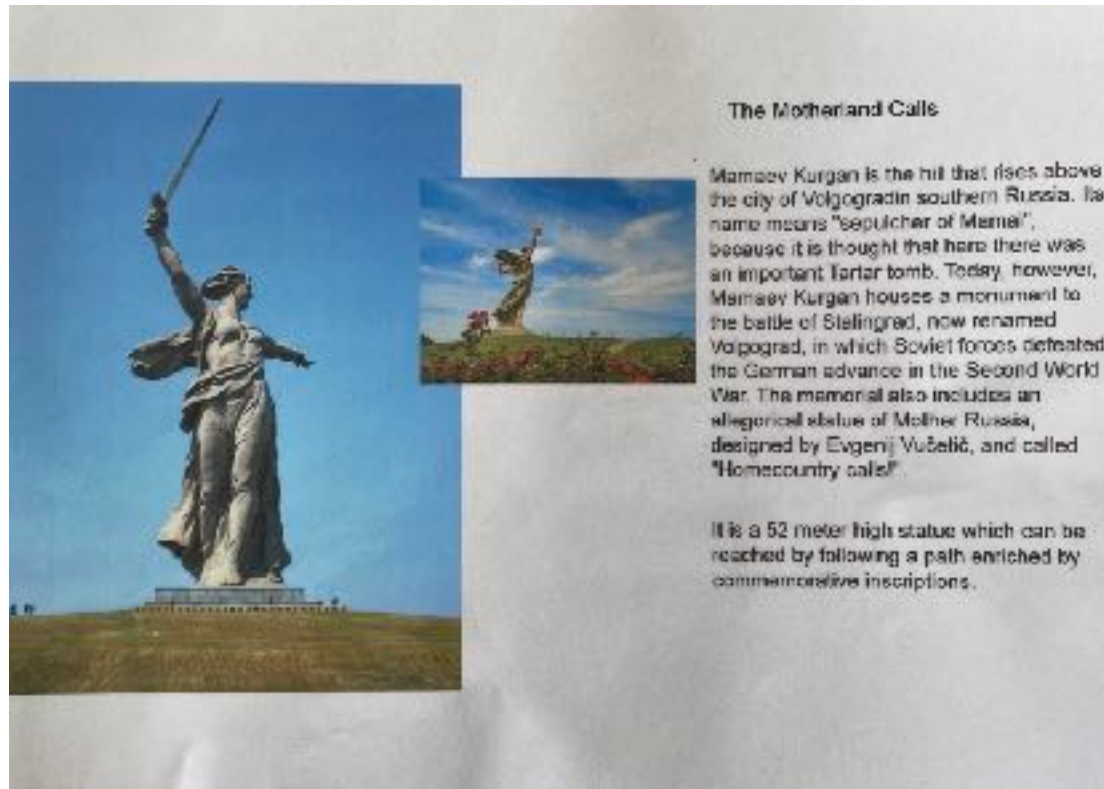 The Motherland Calls
Mamaev Kurgan is the hill that rises above
the city of Volgogradin southern Russia. Its
name means "sepulcher of Mamai",
because it is thought that here there was
an important Tartar tomb. Today, however,
Mamaev Kurgan houses a monument to
the battle of Stalingrad, now renamed
Volgograd, in which Soviet forces defeated
the German advance in the Second World
War. The memorial also includes an
allegorical statue of Mother Russia,
designed by Evgenij Vučetič, and called
"Homecountry calls!".
It is a 52 meter high statue which can be
reached by following a path enriched by
commemorative inscriptions.